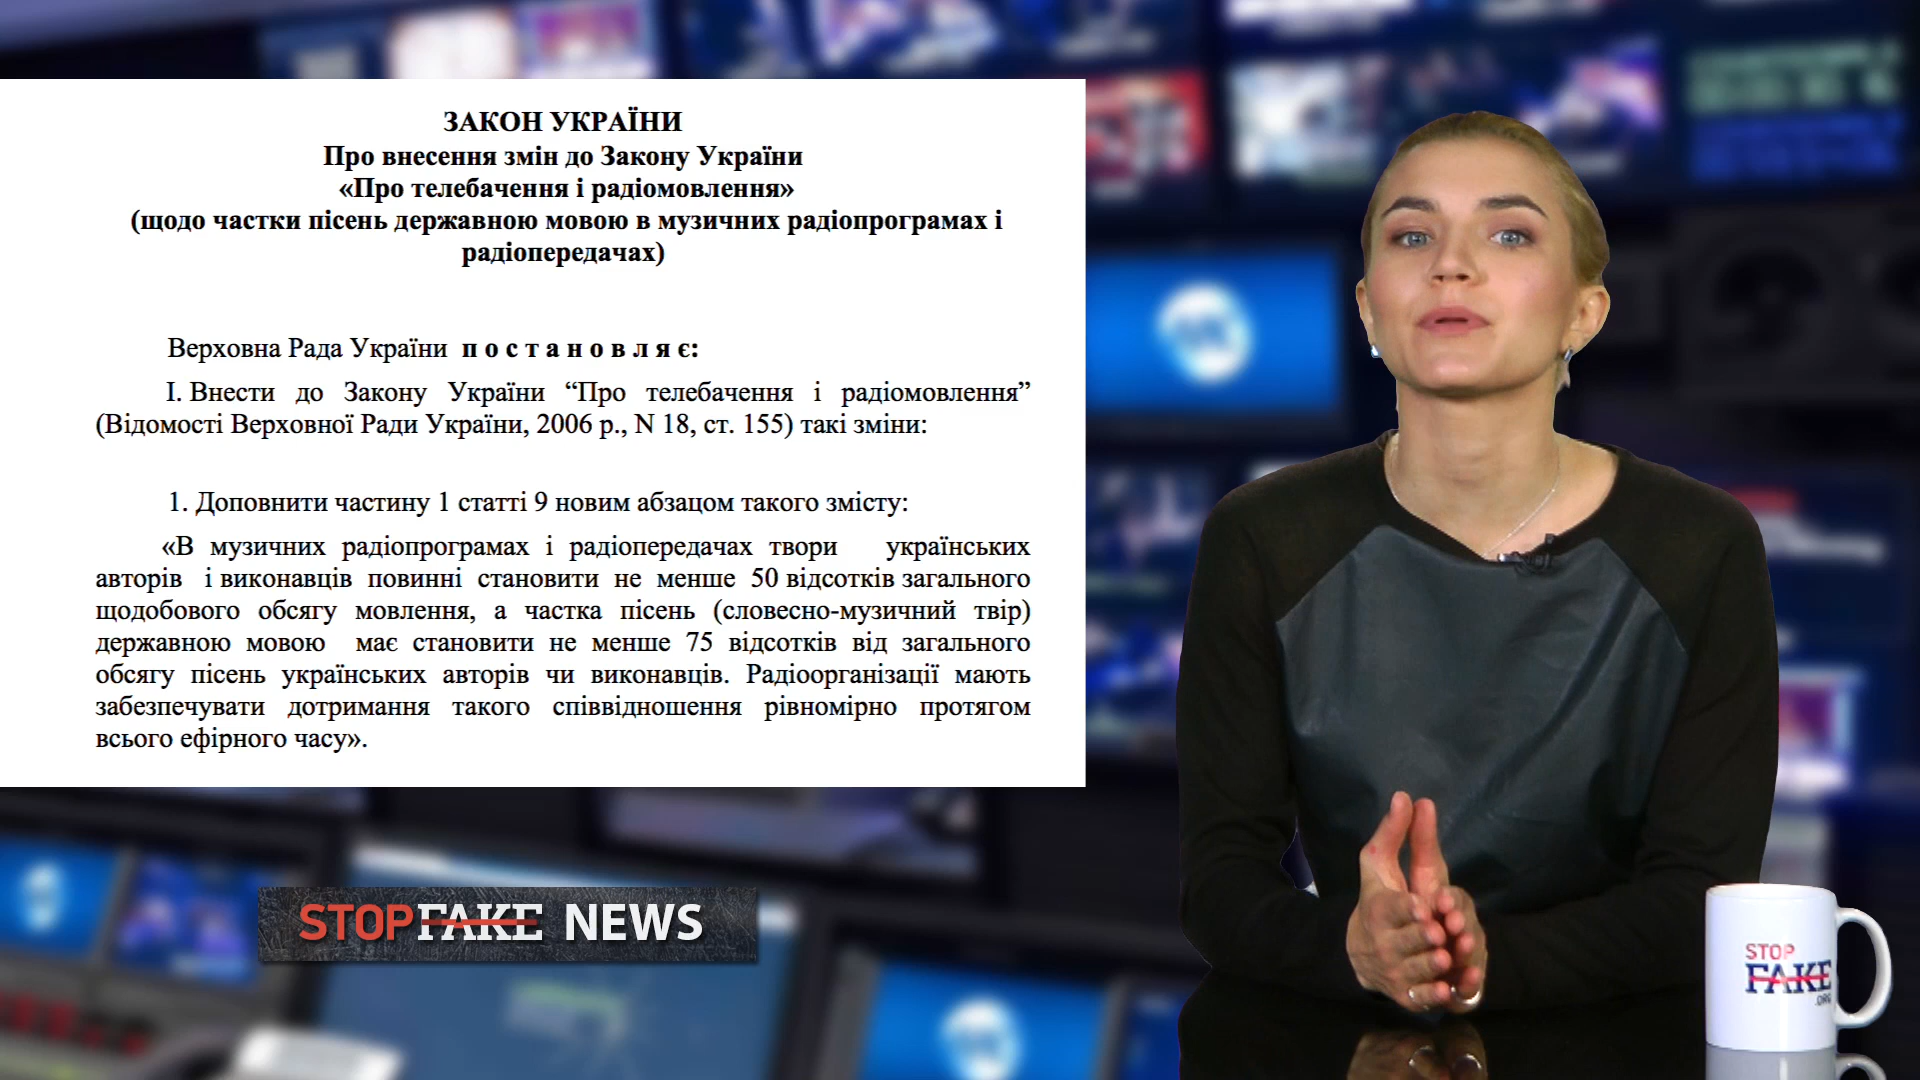 ЗАКОН УКРАЇНИ
Про внесення змін до Закону України
«Про телебачення і радіомовлення»
(щодо частки пісень державною мовою в музичних радіопрограмах і
радіопередачах)
Верховна Рада України п о с т а н о в л я є:
І. Внести до Закону України “Про телебачення і радіомовлення”
(Відомості Верховної Ради України, 2006 р., N 18, ст. 155) такі зміни:
1. Доповнити частину 1 статті 9 новим абзацом такого змісту:
«В музичних радіопрограмах і радіопередачах твори українських
авторів і виконавців повинні становити не менше 50 відсотків загального
щодобового обсягу мовлення, а частка пісень (словесно-музичний твір)
державною мовою має становити не менше 75 відсотків від загального
обсягу пісень українських авторів чи виконавців. Радіоорганізації мають
забезпечувати дотримання такого співвідношення рівномірно протягом
всього ефірного часу».
STOPFAKE NEWS
STOP
FAKE
.ORG